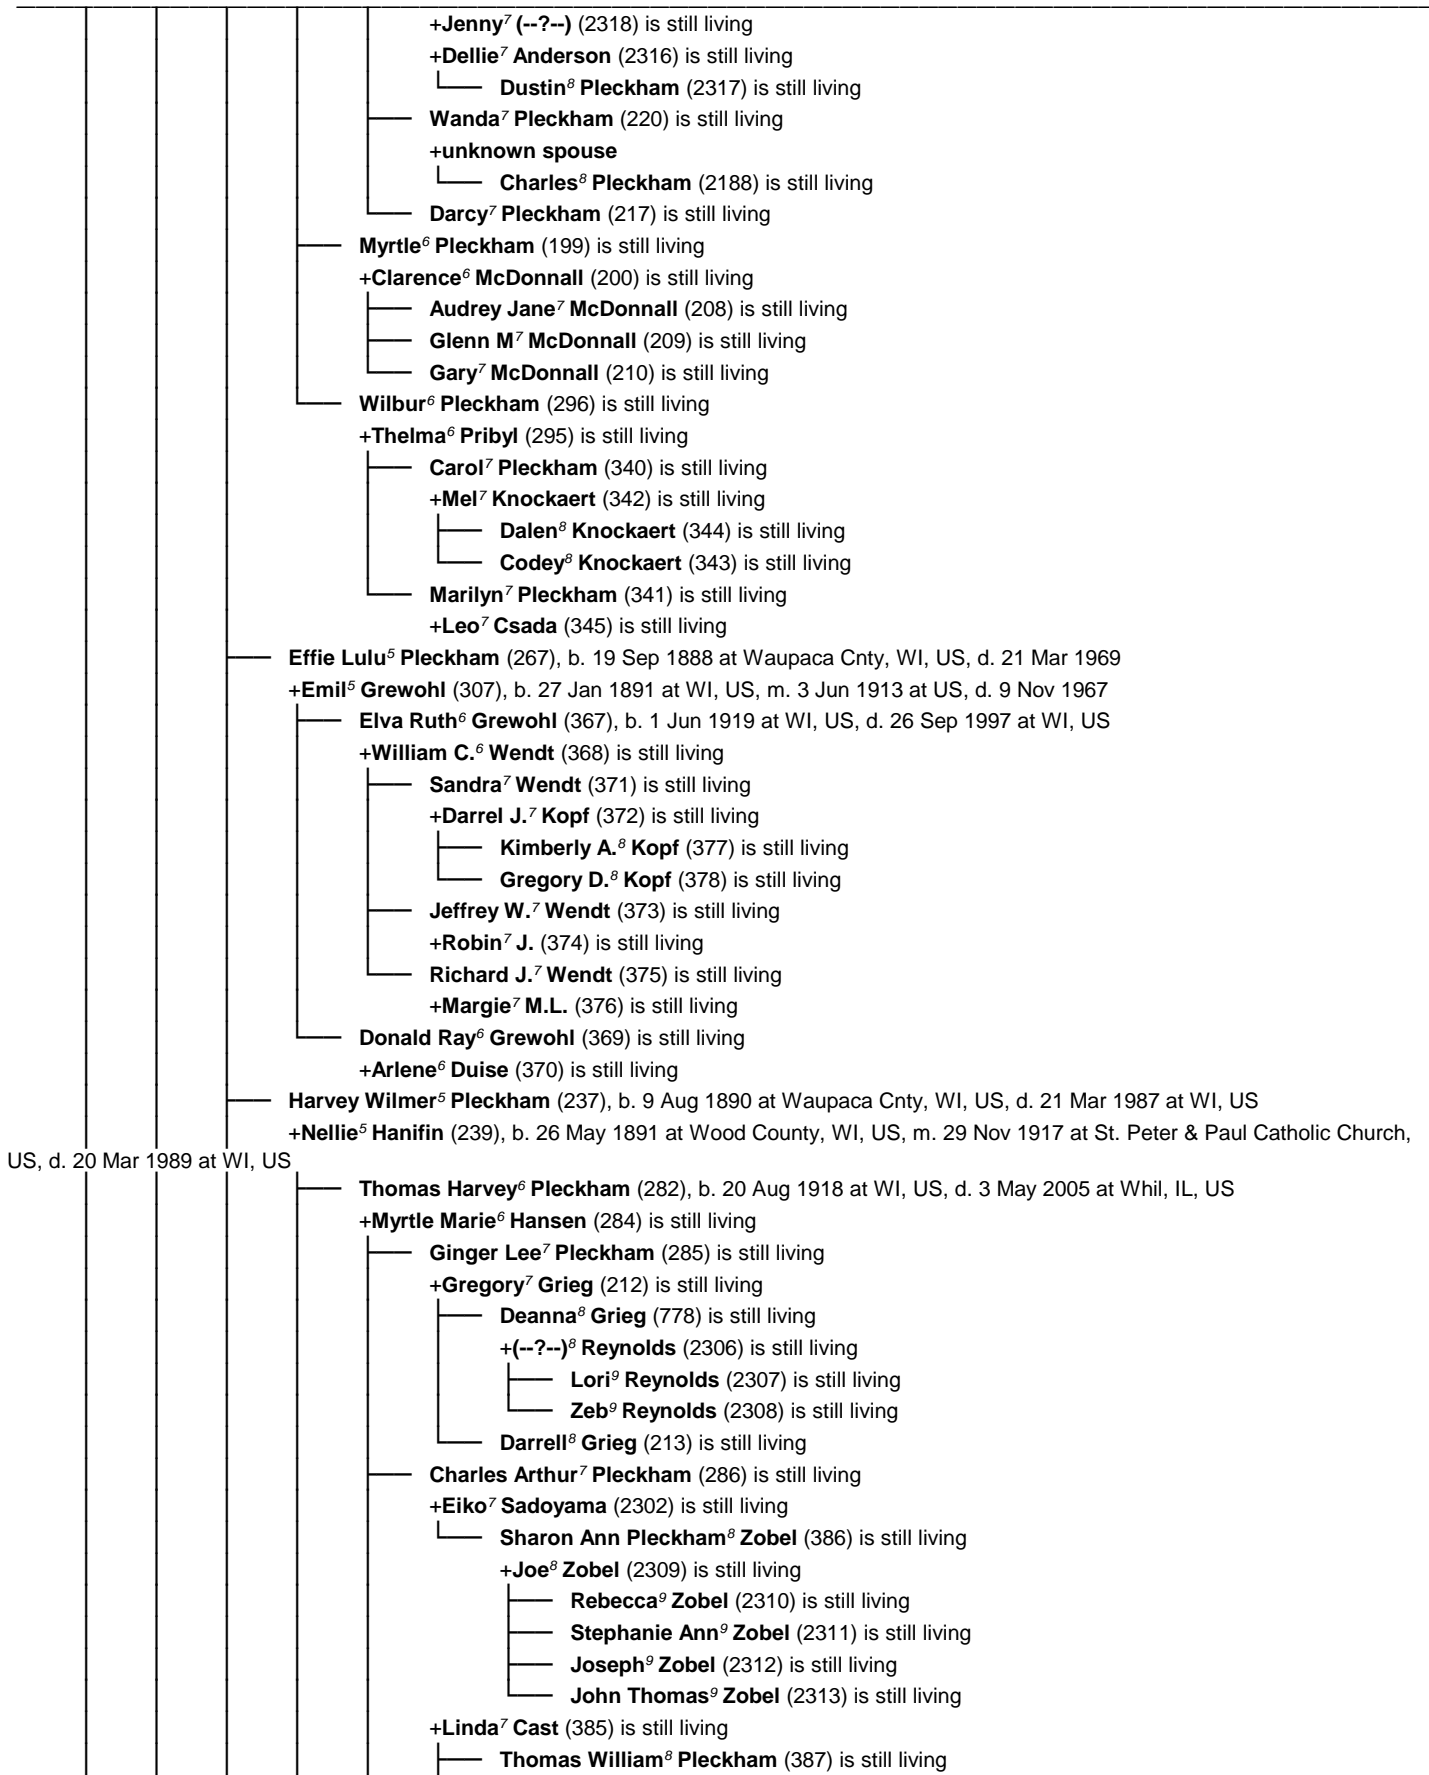 +Jenny7 (--?--) (2318) is still living
+Dellie7 Anderson (2316) is still living
Dustin8 Pleckham (2317) is still living
Wanda7 Pleckham (220) is still living
+unknown spouse
Charles8 Pleckham (2188) is still living
Darcy7 Pleckham (217) is still living
Myrtle6 Pleckham (199) is still living
+Clarence6 McDonnall (200) is still living
Audrey Jane7 McDonnall (208) is still living
Glenn M7 McDonnall (209) is still living
Gary7 McDonnall (210) is still living
Wilbur6 Pleckham (296) is still living
+Thelma6 Pribyl (295) is still living
Carol7 Pleckham (340) is still living
+Mel7 Knockaert (342) is still living
Dalen8 Knockaert (344) is still living
Codey8 Knockaert (343) is still living
Marilyn7 Pleckham (341) is still living
+Leo7 Csada (345) is still living
Effie Lulu5 Pleckham (267), b. 19 Sep 1888 at Waupaca Cnty, WI, US, d. 21 Mar 1969
+Emil5 Grewohl (307), b. 27 Jan 1891 at WI, US, m. 3 Jun 1913 at US, d. 9 Nov 1967
Elva Ruth6 Grewohl (367), b. 1 Jun 1919 at WI, US, d. 26 Sep 1997 at WI, US
+William C.6 Wendt (368) is still living
Sandra7 Wendt (371) is still living
+Darrel J.7 Kopf (372) is still living
Kimberly A.8 Kopf (377) is still living
Gregory D.8 Kopf (378) is still living
Jeffrey W.7 Wendt (373) is still living
+Robin7 J. (374) is still living
Richard J.7 Wendt (375) is still living
+Margie7 M.L. (376) is still living
Donald Ray6 Grewohl (369) is still living
+Arlene6 Duise (370) is still living
Harvey Wilmer5 Pleckham (237), b. 9 Aug 1890 at Waupaca Cnty, WI, US, d. 21 Mar 1987 at WI, US
+Nellie5 Hanifin (239), b. 26 May 1891 at Wood County, WI, US, m. 29 Nov 1917 at St. Peter & Paul Catholic Church,
US, d. 20 Mar 1989 at WI, US
Thomas Harvey6 Pleckham (282), b. 20 Aug 1918 at WI, US, d. 3 May 2005 at Whil, IL, US
+Myrtle Marie6 Hansen (284) is still living
Ginger Lee7 Pleckham (285) is still living
+Gregory7 Grieg (212) is still living
Deanna8 Grieg (778) is still living
+(--?--)8 Reynolds (2306) is still living
Lori9 Reynolds (2307) is still living
Zeb9 Reynolds (2308) is still living
Darrell8 Grieg (213) is still living
Charles Arthur7 Pleckham (286) is still living
+Eiko7 Sadoyama (2302) is still living
Sharon Ann Pleckham8 Zobel (386) is still living
+Joe8 Zobel (2309) is still living
Rebecca9 Zobel (2310) is still living
Stephanie Ann9 Zobel (2311) is still living
Joseph9 Zobel (2312) is still living
John Thomas9 Zobel (2313) is still living
+Linda7 Cast (385) is still living
Thomas William8 Pleckham (387) is still living